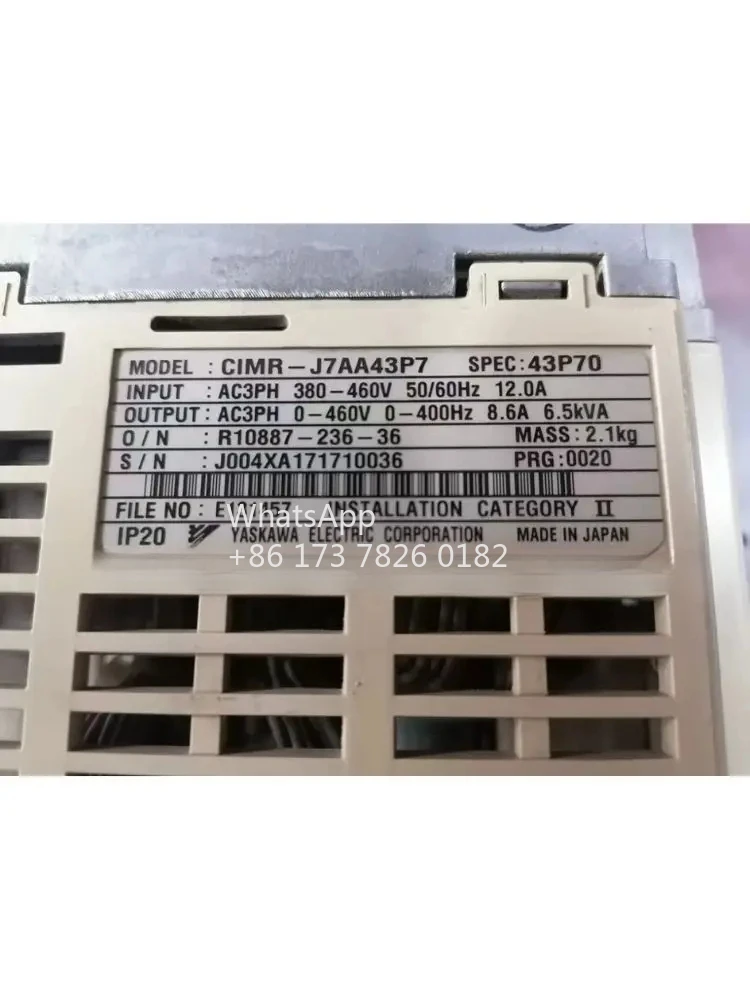 MODEL : CIMR-J7AA43P7 SPEC:43P70
INPUT : AC3PH 380-460V 50/60Hz 12.0A
OUTPUT : AC3PH 0-460V 0-400Hz 8.6A 6.5kVA
O / N : R10887-236-36 MASS: 2.1kg
S / N : J004XA171710036 PRG:0020
FILE NO : INSTALLATION CATEGORY II
WhatsApp
IP20 YASKAWA ELECTRIC CORPORATION MADE IN JAPAN
+86 173 7826 0182